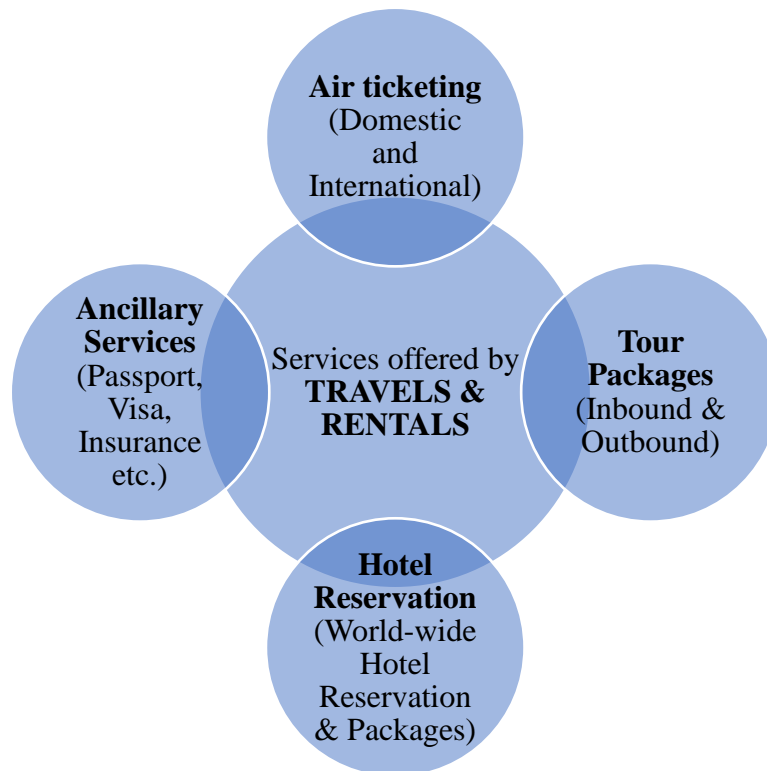 Air ticketing
(Domestic
and
International)
Ancillary
Services
(Passport,
Visa,
Insurance
etc.)
Services offered by
TRAVELS &
RENTALS
Tour
Packages
(Inbound &
Outbound)
Hotel
Reservation
(World-wide
Hotel
Reservation
& Packages)